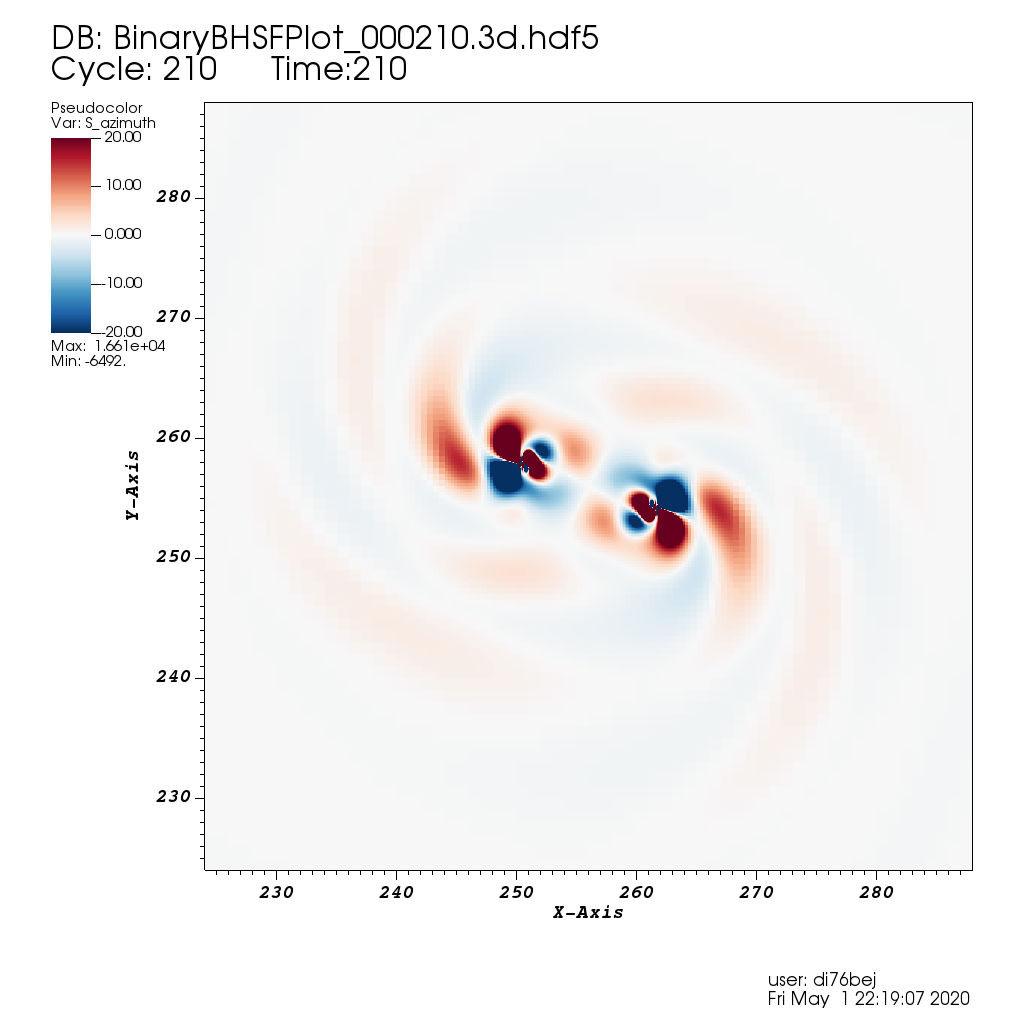 DB: BinaryBHSFPlot_000210.3d.hdf5
Cycle: 210 Time:210
Pseudocolor
Var: S_azimuth
20.00
10.00
0.000
-10.00
-20.00
Max: 1.661e+04
Min: -6492.
280
270
260
250
240
230
Y-Axis
230 240 250 260 270 280
X-Axis
user: di76bej
Fri May 1 22:19:07 2020